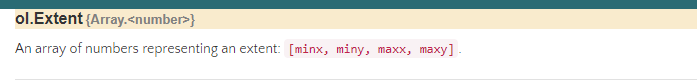 ol.Extent {Array.<number>}
An array of numbers representing an extent: [minx, miny, maxx, maxy] .